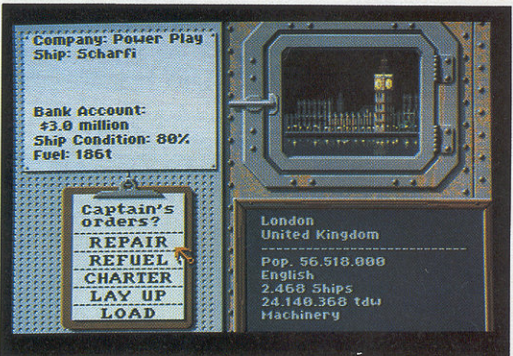 Company: Power Play
Ship: Scharfi
Bank Account:
$3.0 million
Ship Condition: 80%
Fuel: 186t
Captain's
orders?
REPAIR
REFUEL
CHARTER
LAY UP
LOAD
London
United Kingdom
Pop. 56.518.000
English
2.468 Ships
24.140.368 tdw
Machinery